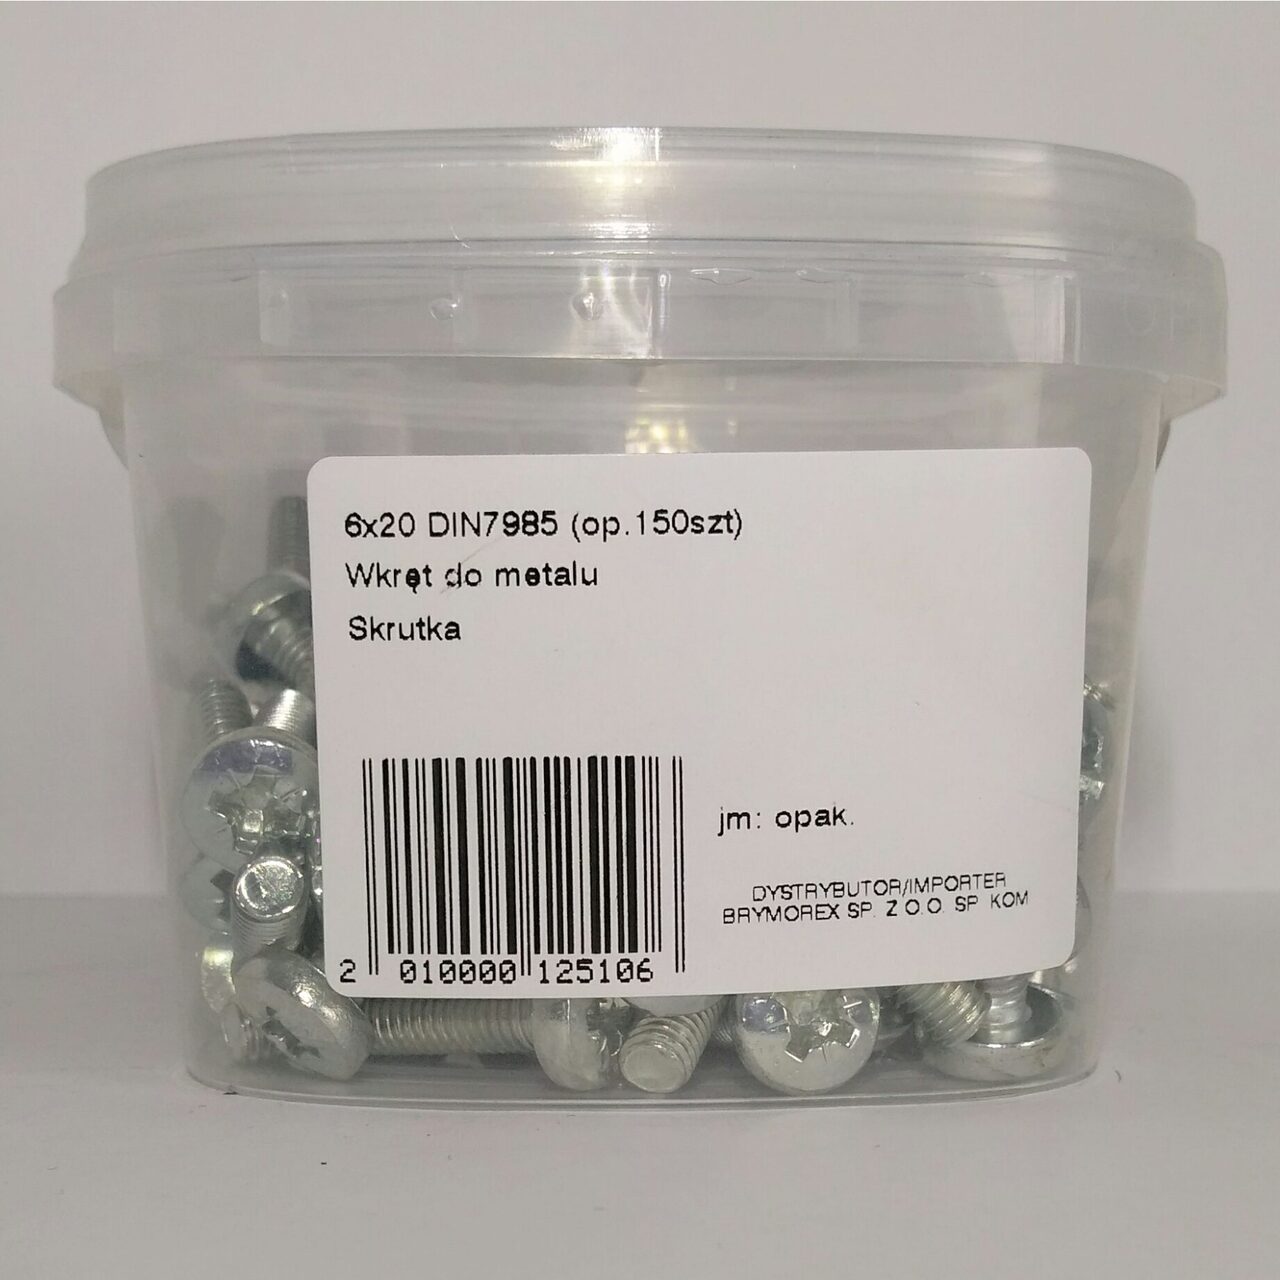 6x20 DIN7985 (op.150szt)
Wkręt do metalu
Skrutka
jm: opak.
DYSTRYBUTOR/IMPORTER
BRYMOREX SP. Z O.O. SP. KOM
2 010000 125106